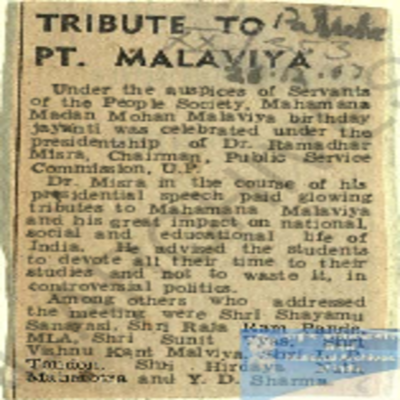 TRIBUTE TO
PT. MALAVIYA
Under the auspices of Servants
of the People Society, Mahamana
Madan Mohan Malaviya birthday
jayanti was celebrated under the
presidentship of Dr. Ramadhar
Misra, Chairman, Public Service
Commission, U.P.
Dr. Misra in the course of his
presidential speech paid glowing
tributes to Mahamana Malaviya
and his great impact on national,
social and educational life of
India. He advised the students
to devote all their time to their
studies and not to waste it, in
controversial politics.
Among others who addressed
the meeting were Shri Shayamu
Sanayasi, Shri Raja Ram Pande,
MLA, Shri Sunit Vyas, Shri
Vishnu Kant Malviya, Shri
Tandon, Shri Hirdaya
Malhotra and Y. D. Sharma.